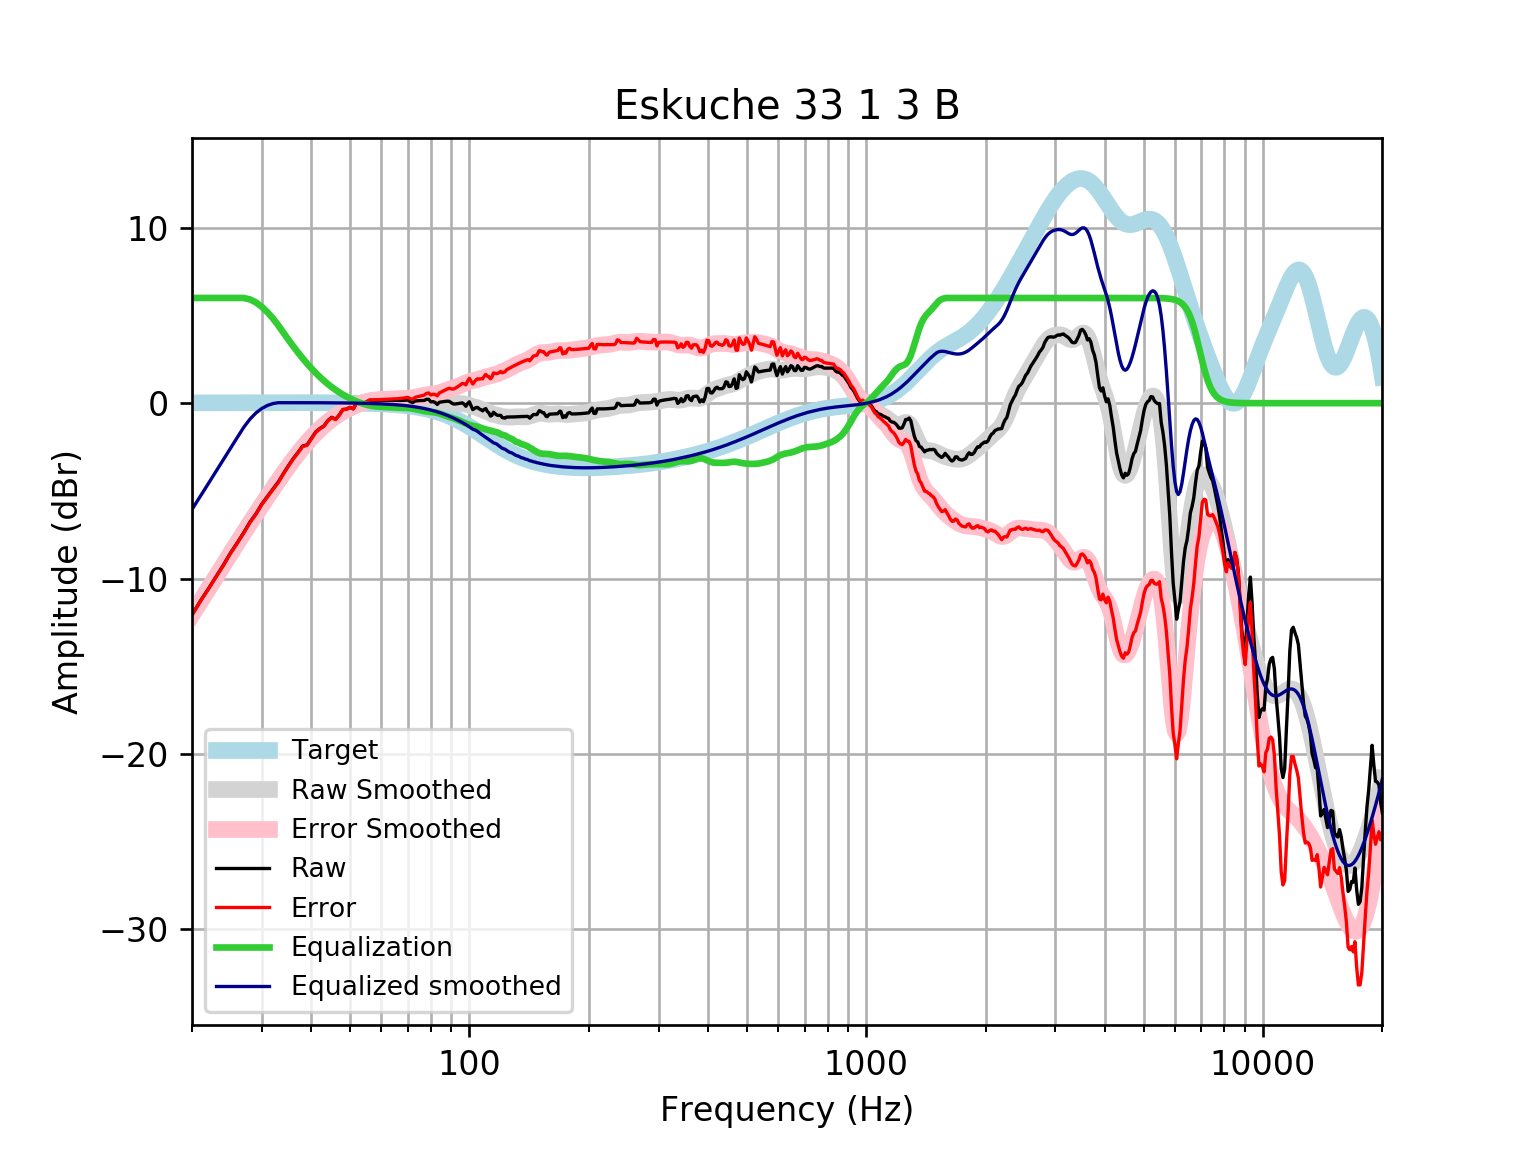 Eskuche 33 1 3 B
10
0
−10
−20
−30
Amplitude (dBr)
Target
Raw Smoothed
Error Smoothed
Raw
Error
Equalization
Equalized smoothed
100 1000 10000
Frequency (Hz)